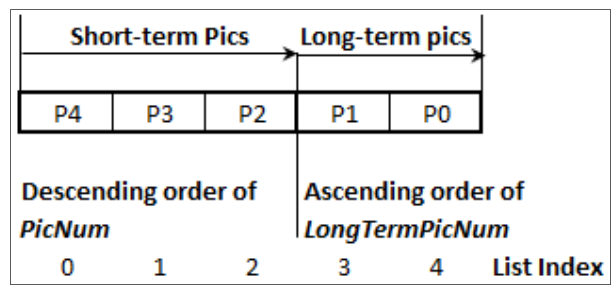 Short-term Pics Long-term pics
P4 P3 P2 P1 P0
Descending order of Ascending order of
PicNum LongTermPicNum
0 1 2 3 4 List Index